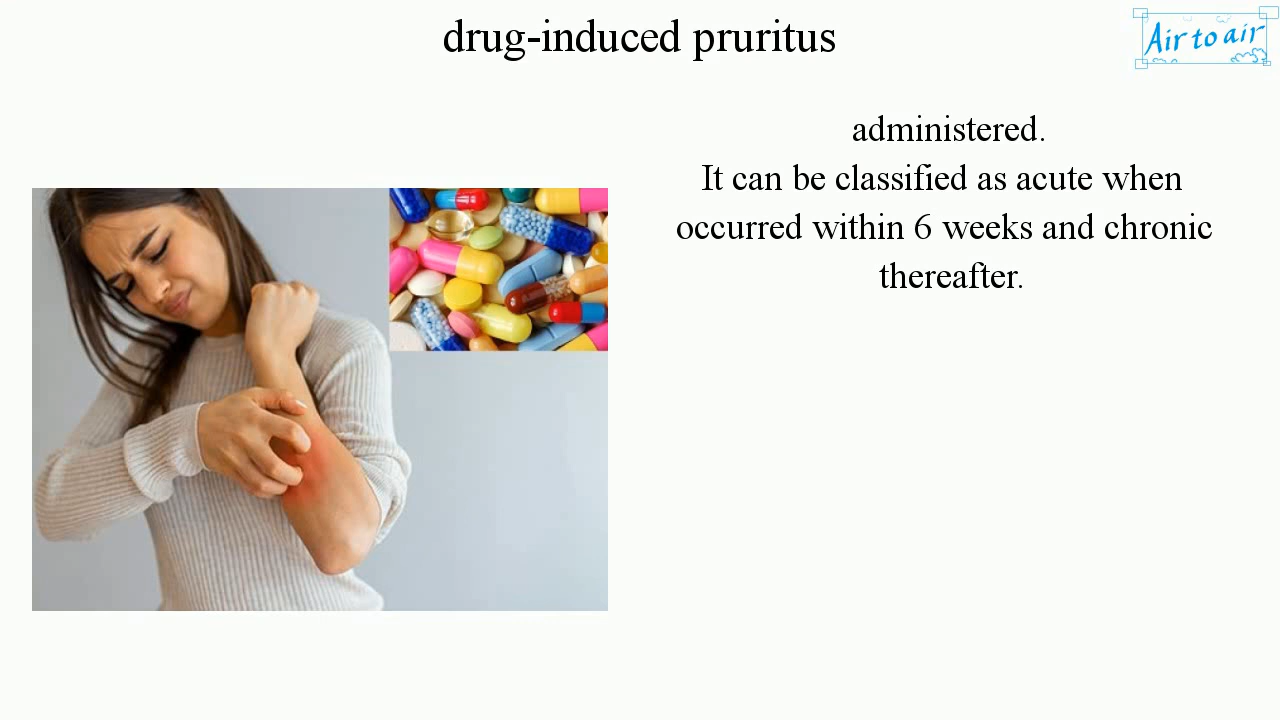 drug-induced pruritus
Air to air
administered.
It can be classified as acute when
occurred within 6 weeks and chronic
thereafter.